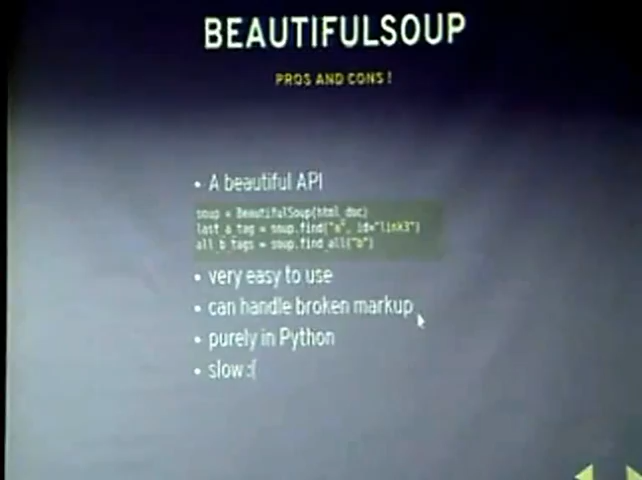 BEAUTIFULSOUP
PROS AND CONS!
• A beautiful API
soup = BeautifulSoup(html_doc)
last_a_tag = soup.find("a", id="link3")
all_b_tags = soup.find_all("b")
• very easy to use
• can handle broken markup
• purely in Python
• slow :(